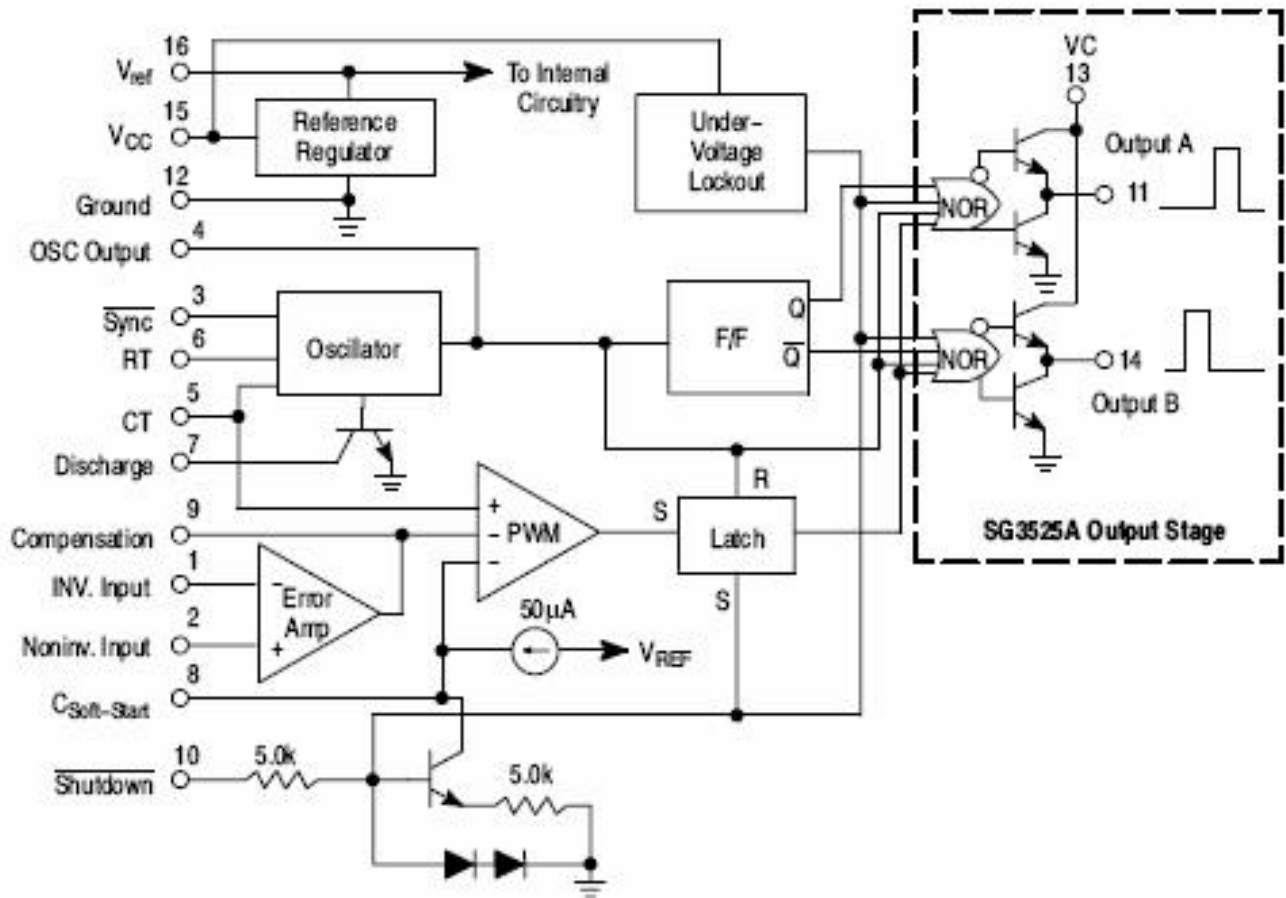 16
Vref
To Internal
Circuitry
15
VCC
Reference
Regulator
12
Ground
Under-
Voltage
Lockout
4
OSC Output
3
Sync
6
RT
Oscillator
5
CT
7
Discharge
F/F
Q
Q
9
Compensation
1
INV. Input
2
Noninv. Input
Error
Amp
+
−
+
−
−
PWM
S
R
Latch
S
50μA
VREF
8
CSoft−Start
10
Shutdown
5.0k
5.0k
VC
13
NOR
Output A
11
NOR
14
Output B
SG3525A Output Stage